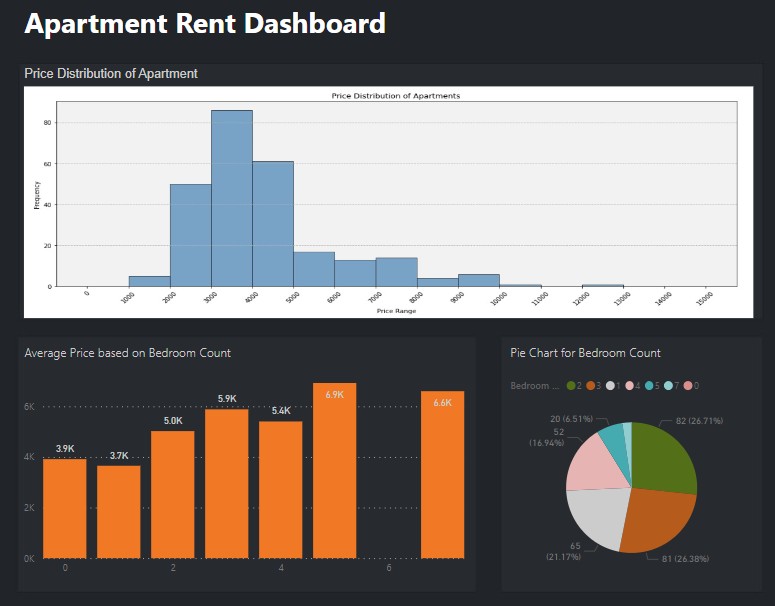 Apartment Rent Dashboard
Price Distribution of Apartment
Price Distribution of Apartments
80
60
40
20
0
Frequency
0 1000 2000 3000 4000 5000 6000 7000 8000 9000 10000 11000 12000 13000 14000 15000
Price Range
Average Price based on Bedroom Count
6K
4K
2K
0K
3.9K 3.7K 5.0K 5.9K 5.4K 6.9K 6.6K
0 2 4 6
Pie Chart for Bedroom Count
Bedroom ... 2 3 1 4 5 7 0
20 (6.51%)
82 (26.71%)
52
(16.94%)
65
(21.17%)
81 (26.38%)